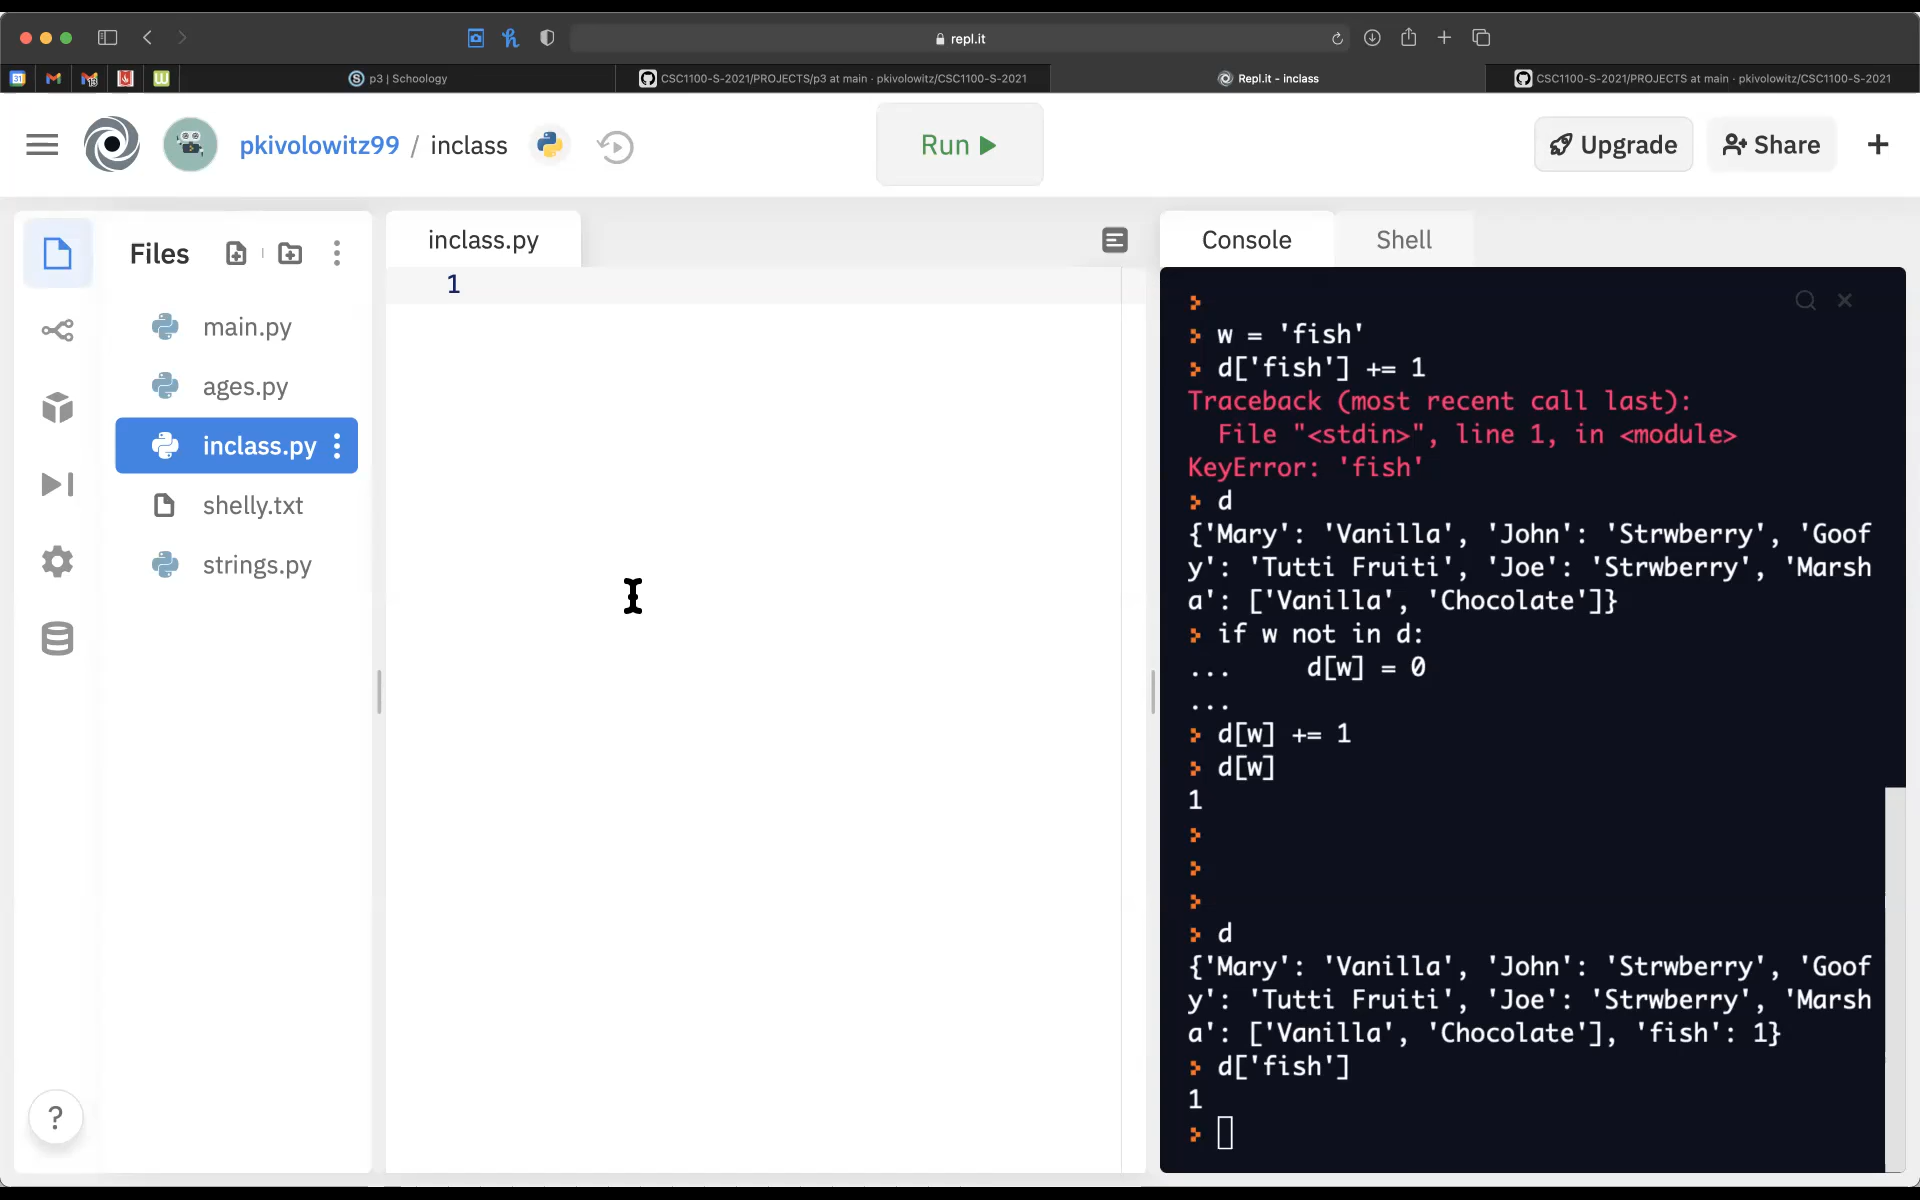 repl.it
31
13
p3 | Schoology
CSC1100-S-2021/PROJECTS/p3 at main · pkivolowitz/CSC1100-S-2021
Repl.it - inclass
CSC1100-S-2021/PROJECTS at main · pkivolowitz/CSC1100-S-2021
pkivolowitz99 / inclass
Run
Upgrade
Share
+
Files
main.py
ages.py
inclass.py
shelly.txt
strings.py
?
inclass.py
1
Console
Shell
w = 'fish'
d['fish'] += 1
Traceback (most recent call last):
File "<stdin>", line 1, in <module>
KeyError: 'fish'
d
{'Mary': 'Vanilla', 'John': 'Strwberry', 'Goof
y': 'Tutti Fruiti', 'Joe': 'Strwberry', 'Marsh
a': ['Vanilla', 'Chocolate']}
if w not in d:
...     d[w] = 0
...
d[w] += 1
d[w]
1
d
{'Mary': 'Vanilla', 'John': 'Strwberry', 'Goof
y': 'Tutti Fruiti', 'Joe': 'Strwberry', 'Marsh
a': ['Vanilla', 'Chocolate'], 'fish': 1}
d['fish']
1